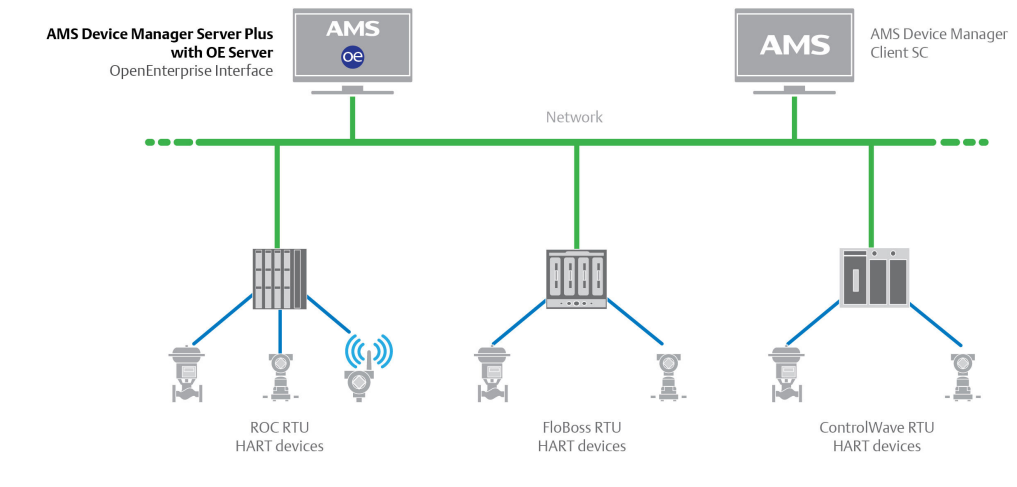 AMS Device Manager Server Plus
with OE Server
OpenEnterprise Interface
AMS
oe
AMS
AMS Device Manager
Client SC
Network
ROC RTU
HART devices
FloBoss RTU
HART devices
ControlWave RTU
HART devices